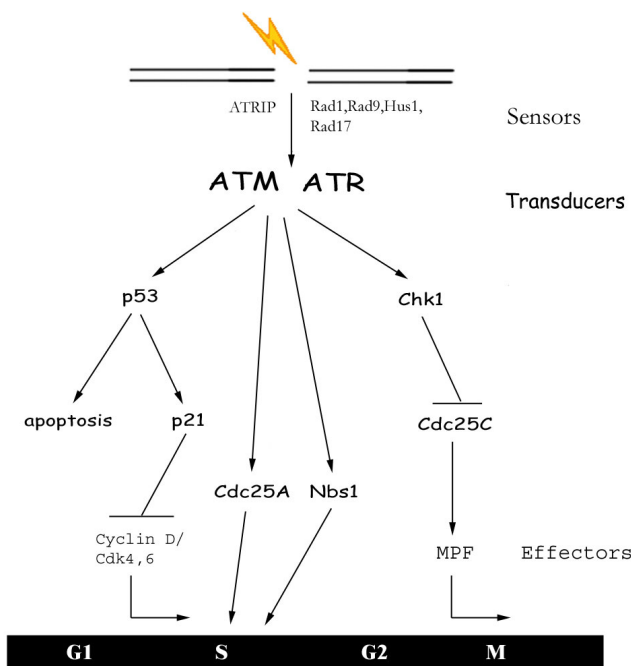 ATRIP
Rad1,Rad9,Hus1,
Rad17
Sensors
ATM ATR
Transducers
p53
Chk1
apoptosis
p21
Cdc25C
Cdc25A
Nbs1
Cyclin D/
Cdk4,6
MPF
Effectors
G1 S G2 M